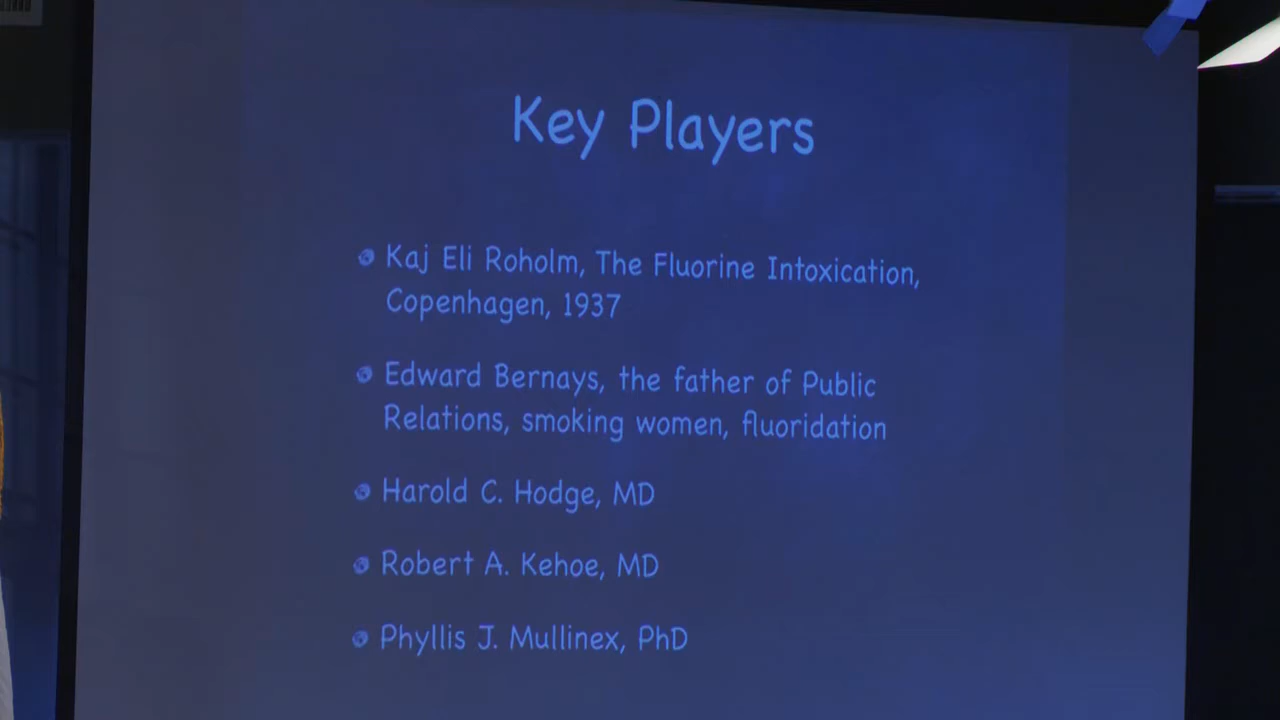 Key Players
Kaj Eli Roholm, The Fluorine Intoxication,
Copenhagen, 1937
Edward Bernays, the father of Public
Relations, smoking women, fluoridation
Harold C. Hodge, MD
Robert A. Kehoe, MD
Phyllis J. Mullinex, PhD